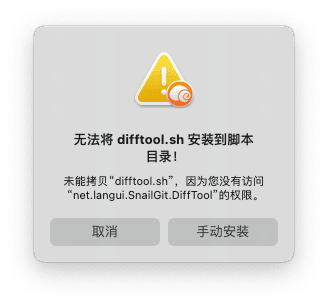 无法将 difftool.sh 安装到脚本
目录！
未能拷贝“difftool.sh”，因为您没有访问
“net.langui.SnailGit.DiffTool”的权限。
取消
手动安装